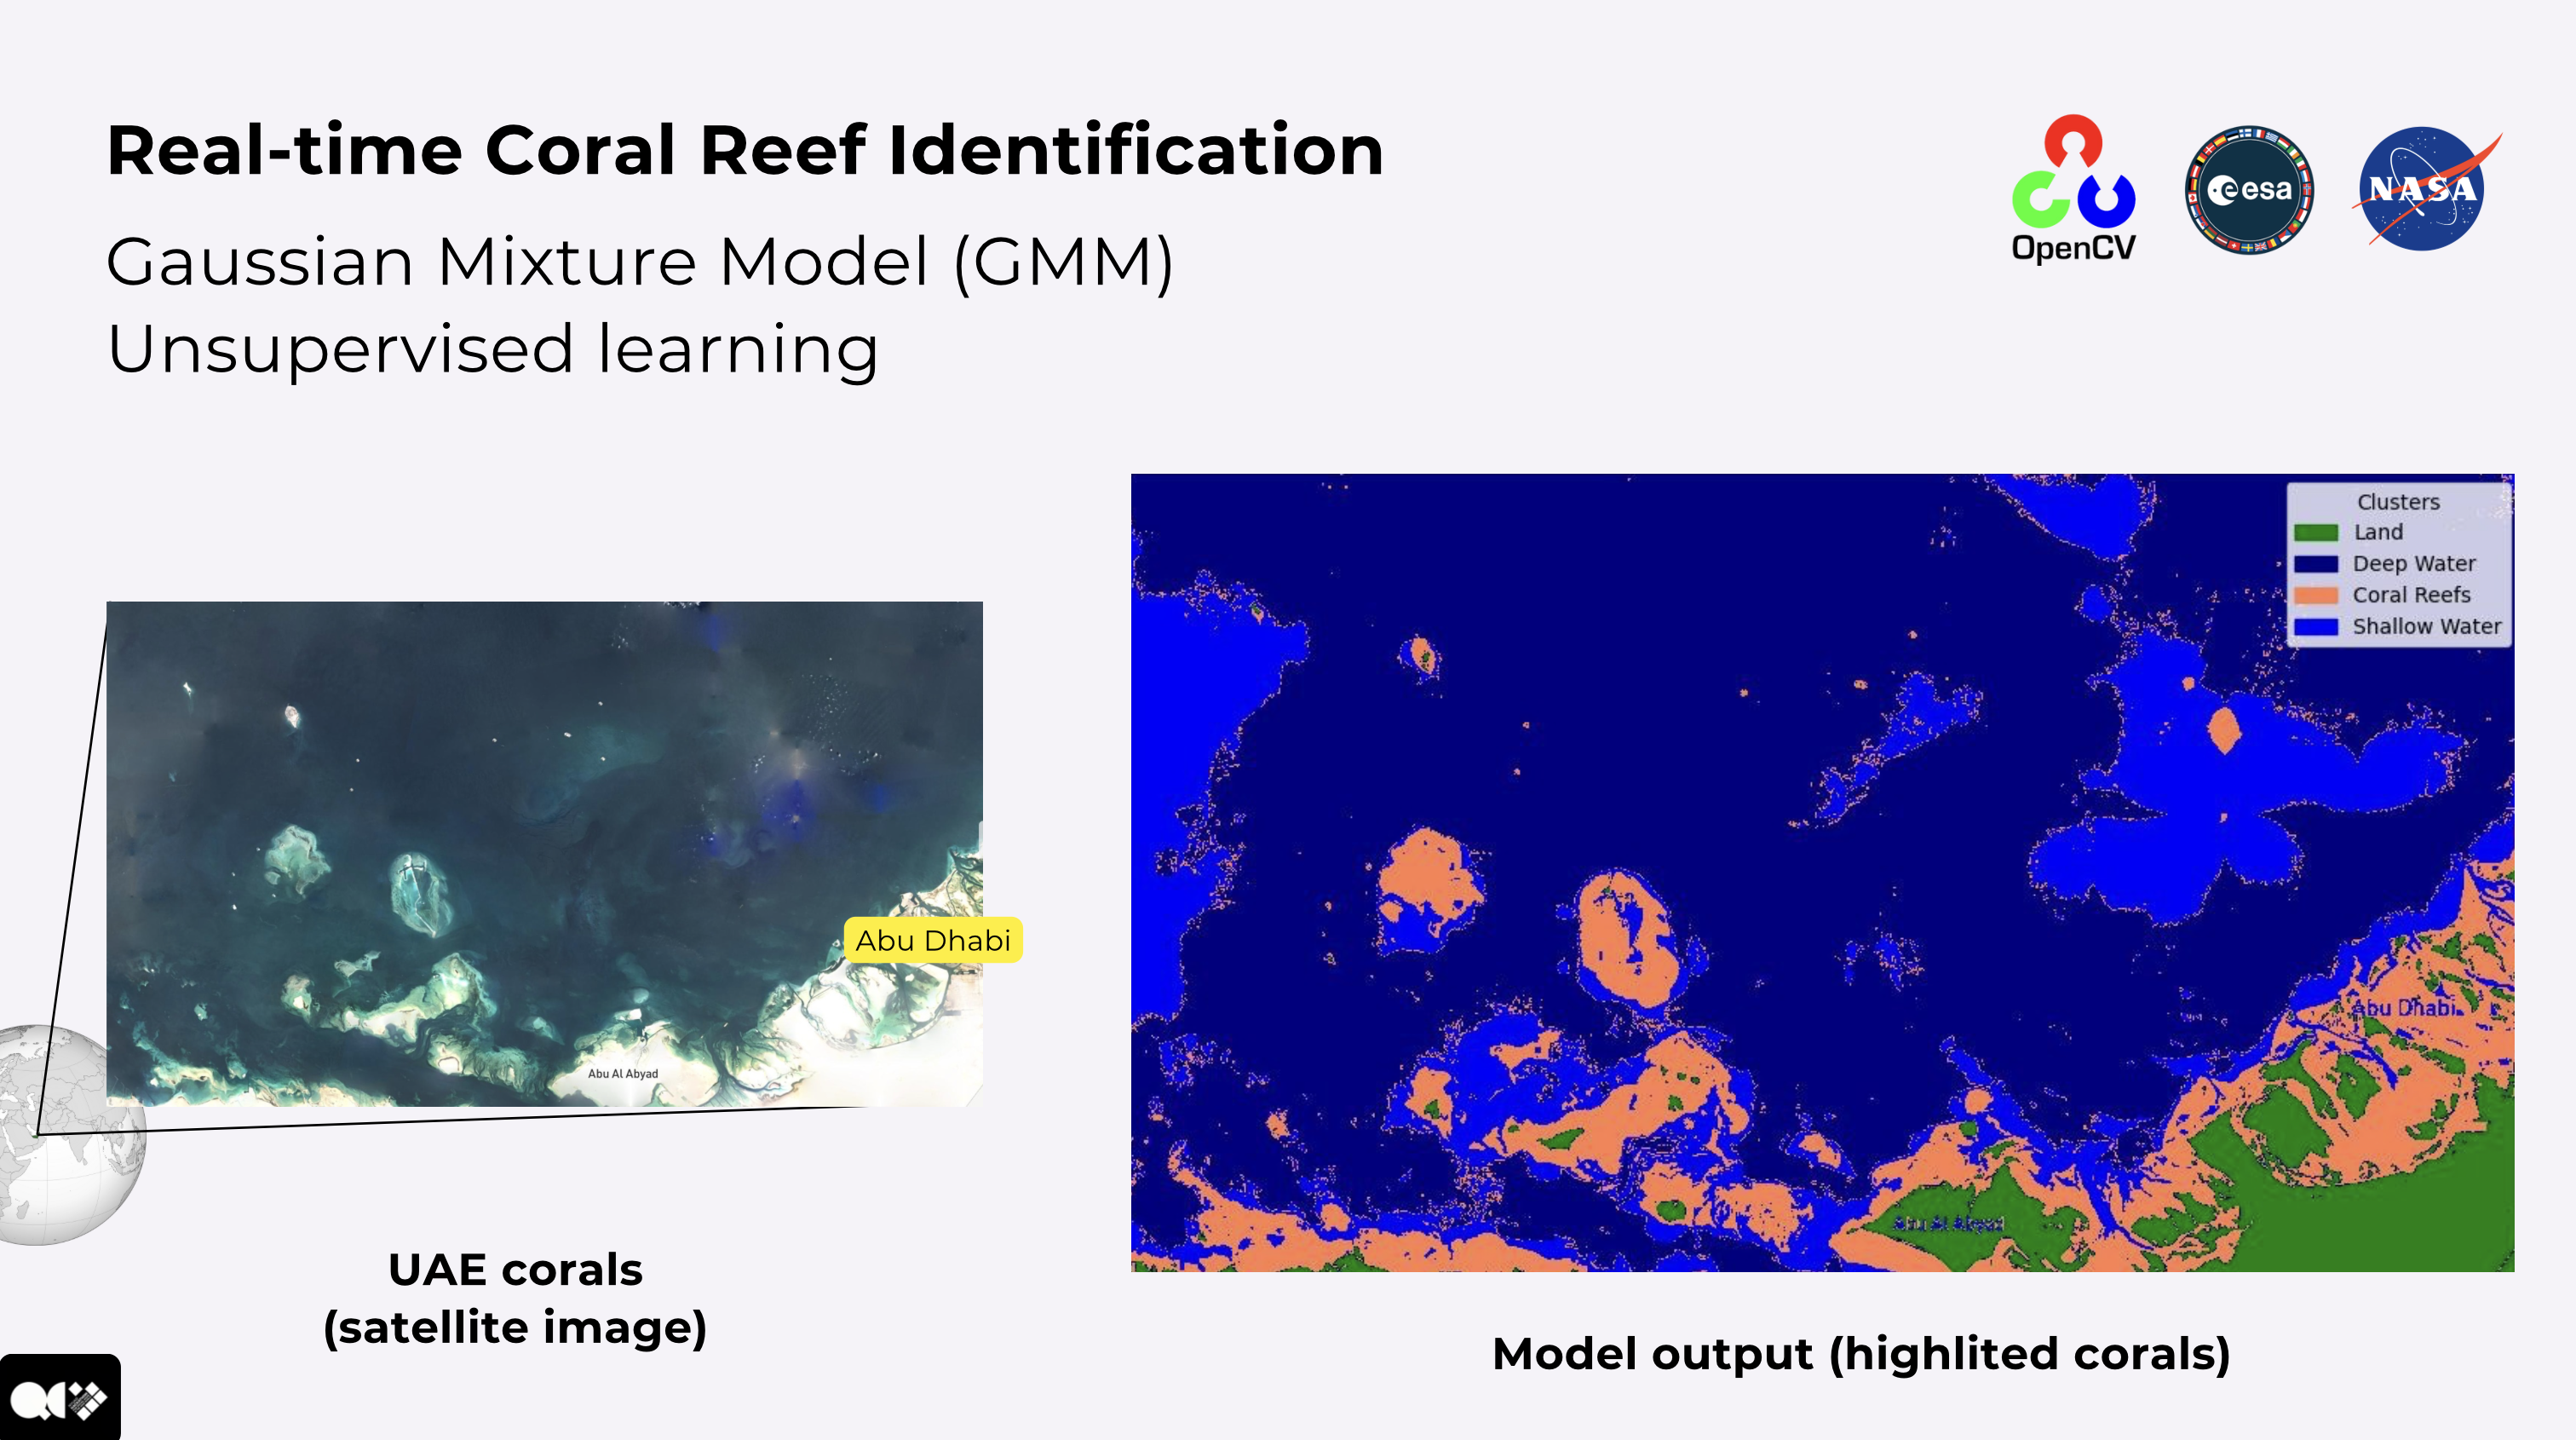 Real-time Coral Reef Identification
Gaussian Mixture Model (GMM)
Unsupervised learning
OpenCV
esa
NASA
Abu Dhabi
Abu Al Abyad
UAE corals
(satellite image)
Clusters
Land
Deep Water
Coral Reefs
Shallow Water
Abu Dhabi
Abu Al Abyad
Model output (highlited corals)